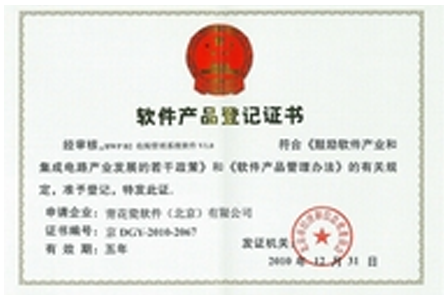 软件产品登记证书
经审核, 符合《鼓励软件产业和
集成电路产业发展的若干政策》和《软件产品管理办法》的有关规
定，准予登记，特发此证.
申请企业： 青花瓷软件（北京）有限公司
证书编号： 京 DGY-2010-2067
有 效 期： 五年
发证机关：
2010 年 12 月 31 日